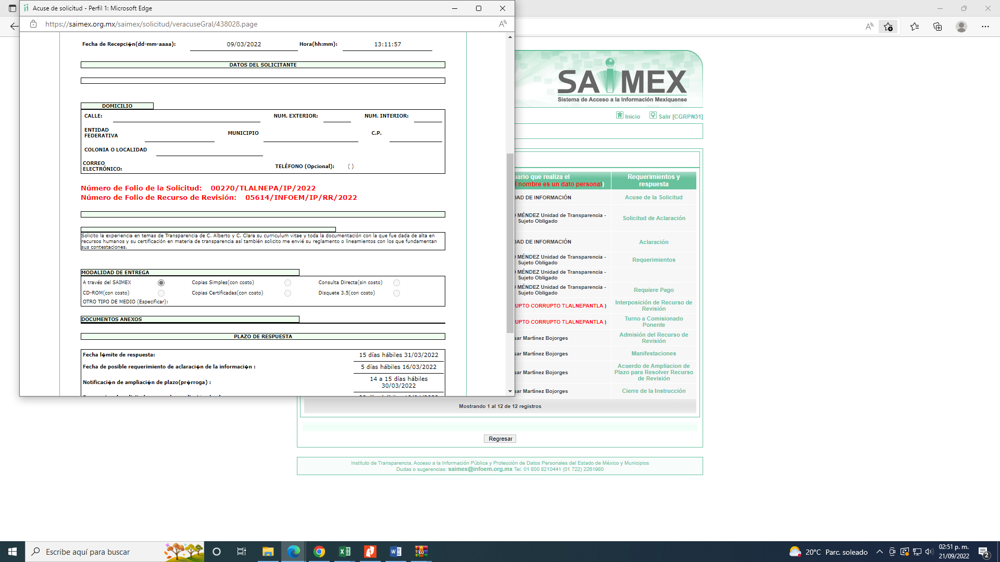 Acuse de solicitud - Perfil 1: Microsoft Edge
https://saimex.org.mx/saimex/solicitud/veracuseGral/438028.page
Fecha de Recepci�n(dd-mm-aaaa): 09/03/2022 Hora(hh:mm): 13:11:57
DATOS DEL SOLICITANTE
DOMICILIO
CALLE: NUM. EXTERIOR: NUM. INTERIOR:
ENTIDAD
FEDERATIVA MUNICIPIO C.P.
COLONIA O LOCALIDAD
CORREO
ELECTRÓNICO: TELÉFONO (Opcional): ( )
Número de Folio de la Solicitud: 00270/TLALNEPA/IP/2022
Número de Folio de Recurso de Revisión: 05614/INFOEM/IP/RR/2022
Solicito la experiencia en temas de Transparencia de C. Alberto y C. Clara su curriculum vitae y toda la documentación con la que fue dada de alta en
recursos humanos y su certificación en materia de transparencia así también solicito me envié su reglamento o lineamientos con los que fundamentan
sus contestaciones.
MODALIDAD DE ENTREGA
A través del SAIMEX Copias Simples(con costo) Consulta Directa(sin costo)
CD-ROM(con costo) Copias Certificadas(con costo) Disquete 3.5(con costo)
OTRO TIPO DE MEDIO (Especificar):
DOCUMENTOS ANEXOS
PLAZO DE RESPUESTA
Fecha l�mite de respuesta: 15 días hábiles 31/03/2022
Fecha de posible requerimiento de aclaraci�n de la informaci�n : 5 días hábiles 16/03/2022
Notificaci�n de ampliaci�n de plazo(pr�rroga) : 14 a 15 días hábiles
30/03/2022
SAIMEX
Sistema de Acceso a la Información Mexiquense
Inicio Salir [CGRPN31]
uario que realiza el
l nombre es un dato personal)
Requerimientos y
respuesta
DAD DE INFORMACIÓN Acuse de la Solicitud
O MÉNDEZ Unidad de Transparencia -
Sujeto Obligado
Solicitud de Aclaración
DAD DE INFORMACIÓN Aclaración
O MÉNDEZ Unidad de Transparencia -
Sujeto Obligado
Requerimientos
O MÉNDEZ Unidad de Transparencia -
Sujeto Obligado
O MÉNDEZ Unidad de Transparencia -
Sujeto Obligado
Requiere Pago
UPTO CORRUPTO TLALNEPANTLA )
Interposición de Recurso de
Revisión
UPTO CORRUPTO TLALNEPANTLA )
Turno a Comisionado
Ponente
sar Martinez Bojorges
Admisión del Recurso de
Revisión
sar Martinez Bojorges Manifestaciones
sar Martinez Bojorges
Acuerdo de Ampliacion de
Plazo para Resolver Recurso
de Revisión
sar Martinez Bojorges Cierre de la Instrucción
Mostrando 1 al 12 de 12 registros
Regresar
Instituto de Transparencia, Acceso a la Información Pública y Protección de Datos Personales del Estado de México y Municipios
Dudas o sugerencias: saimex@infoem.org.mx Tel. 01 800 8210441 (01 722) 2261980
Escribe aquí para buscar
20°C Parc. soleado
02:51 p. m.
21/09/2022
2